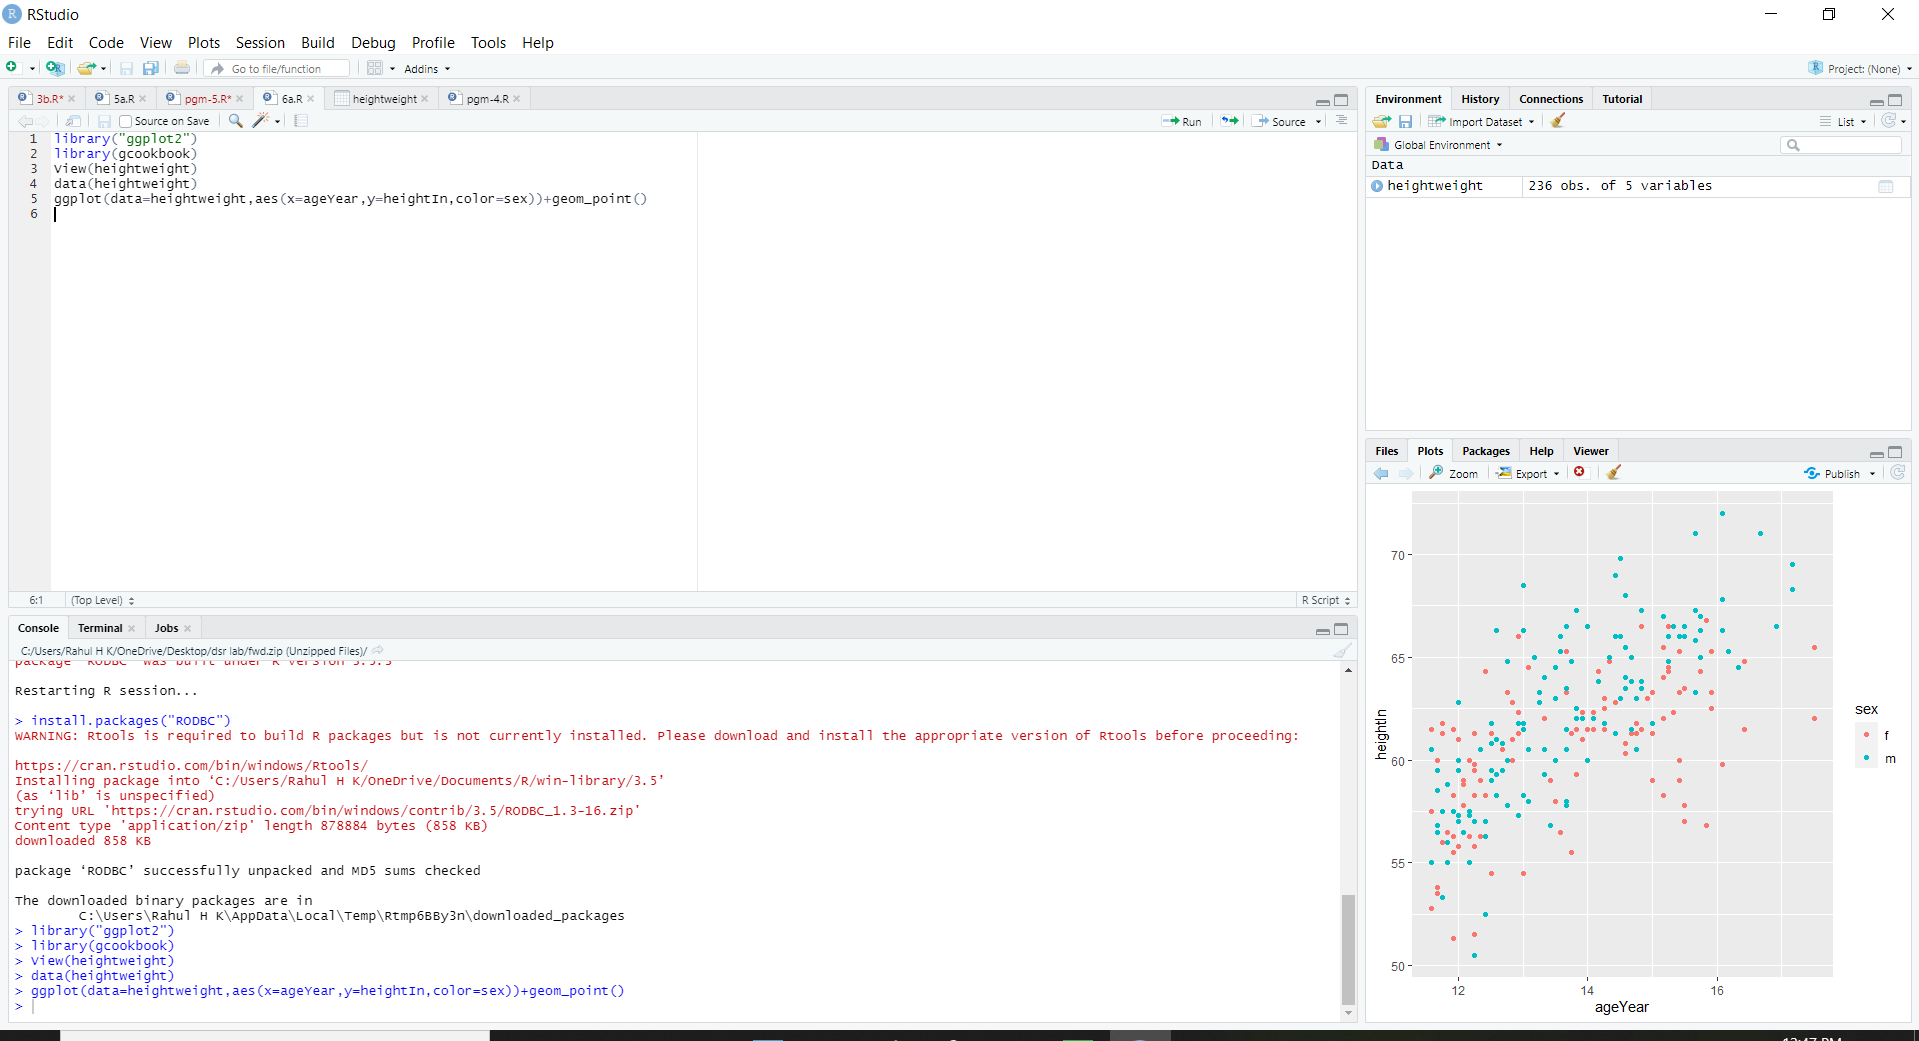 RStudio
File Edit Code View Plots Session Build Debug Profile Tools Help
Go to file/function Addins Project: (None)
3b.R* 5a.R pgm-5.R* 6a.R heightweight pgm-4.R
Source on Save Run Source
1 library("ggplot2")
2 library(gcookbook)
3 View(heightweight)
4 data(heightweight)
5 ggplot(data=heightweight,aes(x=ageYear,y=heightIn,color=sex))+geom_point()
6
6:1 (Top Level) R Script
Console Terminal Jobs
C:/Users/Rahul H K/OneDrive/Desktop/dsr lab/fwd.zip (Unzipped Files)/
package ‘RODBC’ was built under R version 3.5.3
Restarting R session...
> install.packages("RODBC")
WARNING: Rtools is required to build R packages but is not currently installed. Please download and install the appropriate version of Rtools before proceeding:
https://cran.rstudio.com/bin/windows/Rtools/
Installing package into ‘C:/Users/Rahul H K/OneDrive/Documents/R/win-library/3.5’
(as ‘lib’ is unspecified)
trying URL 'https://cran.rstudio.com/bin/windows/contrib/3.5/RODBC_1.3-16.zip'
Content type 'application/zip' length 878884 bytes (858 KB)
downloaded 858 KB
package ‘RODBC’ successfully unpacked and MD5 sums checked
The downloaded binary packages are in
C:\Users\Rahul H K\AppData\Local\Temp\Rtmp6BBy3n\downloaded_packages
> library("ggplot2")
> library(gcookbook)
> View(heightweight)
> data(heightweight)
> ggplot(data=heightweight,aes(x=ageYear,y=heightIn,color=sex))+geom_point()
>
Environment History Connections Tutorial
Import Dataset List
Global Environment
Data
heightweight 236 obs. of 5 variables
Files Plots Packages Help Viewer
Zoom Export Publish
70
65
60
55
50
heightIn
12 14 16
ageYear
sex
f
m